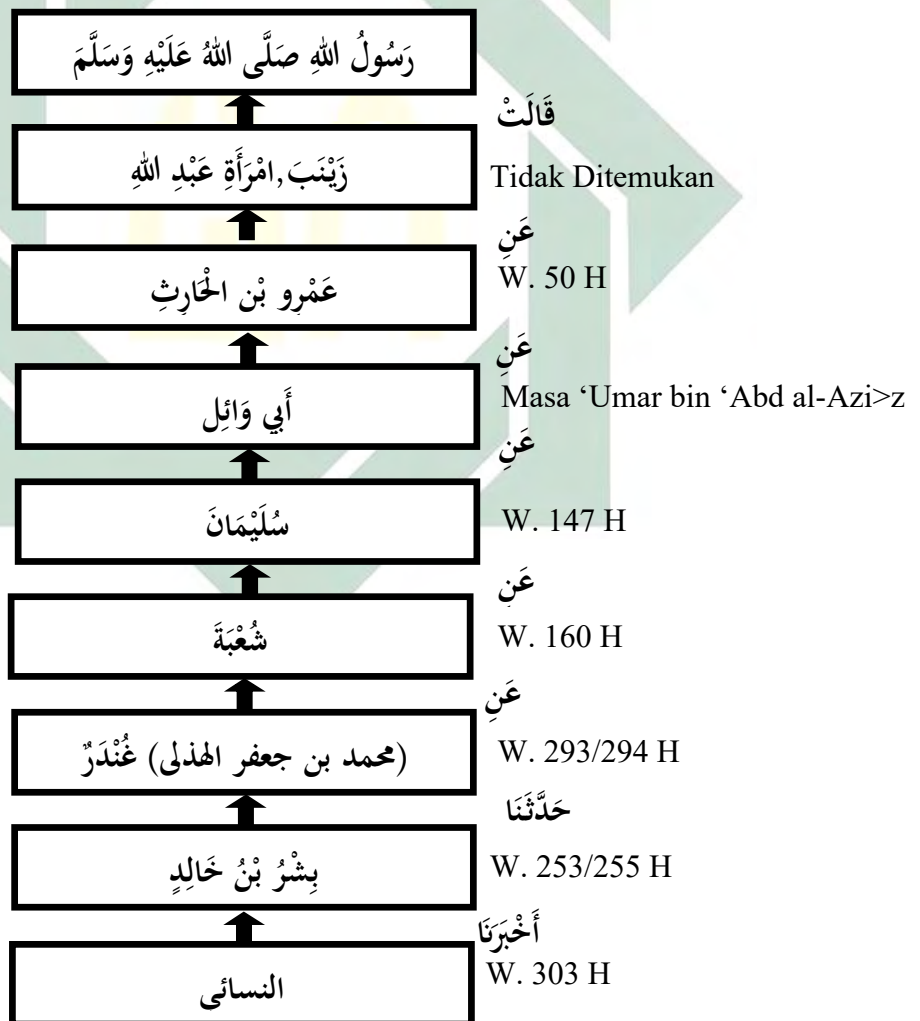 رَسُولُ اللهِ صَلَّى اللهُ عَلَيْهِ وَسَلَّمَ
قَالَتْ
زَيْنَبَ,امْرَأَةِ عَبْدِ اللهِ
Tidak Ditemukan
عَنِ
عَمْرِو بْنِ الْحَارِثِ
W. 50 H
عَنِ
أَبِي وَائِل
Masa ‘Umar bin ‘Abd al-Azi>z
عَنِ
سُلَيْمَانَ
W. 147 H
عَنِ
شُعْبَةَ
W. 160 H
عَنِ
(محمد بن جعفر الهذلى) غُنْدَرٌ
W. 293/294 H
حَدَّثَنَا
بِشْرُ بْنُ خَالِدٍ
W. 253/255 H
أَخْبَرَنَا
النسائى
W. 303 H